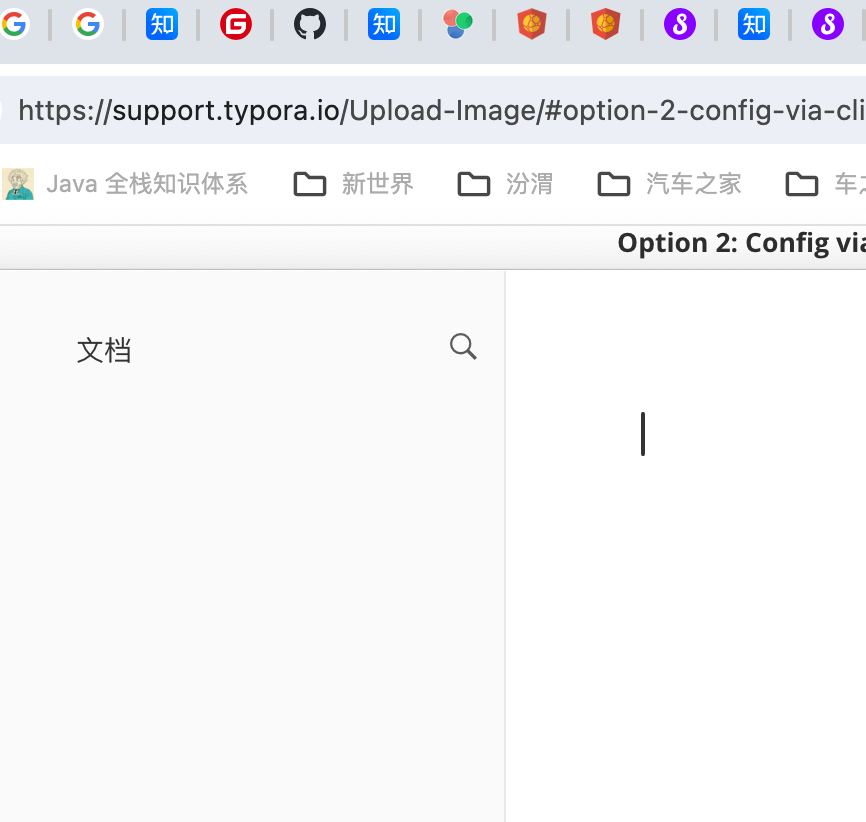 G G 知 G 知 S 知 S
https://support.typora.io/Upload-Image/#option-2-config-via-cli
Java 全栈知识体系 新世界 汾渭 汽车之家 车之
Option 2: Config via
文档